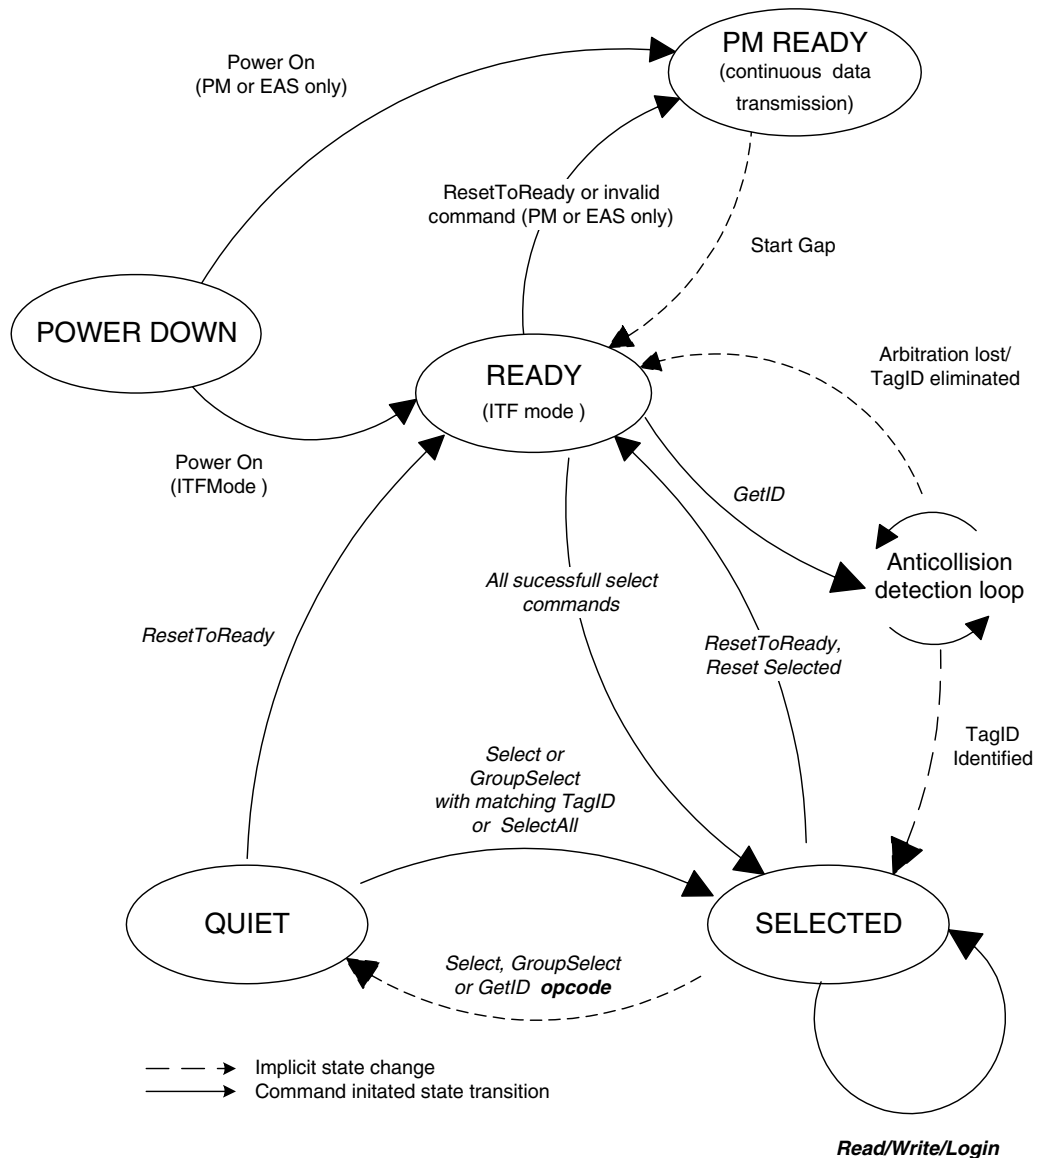 PM READY
(continuous data
transmission)
Power On
(PM or EAS only)
ResetToReady or invalid
command (PM or EAS only)
Start Gap
POWER DOWN
READY
(ITF mode )
Arbitration lost/
TagID eliminated
Power On
(ITFMode )
GetID
Anticollision
detection loop
All sucessfull select
commands
ResetToReady
ResetToReady,
Reset Selected
TagID
Identified
Select or
GroupSelect
with matching TagID
or SelectAll
QUIET
SELECTED
Select, GroupSelect
or GetID opcode
Implicit state change
Command initated state transition
Read/Write/Login